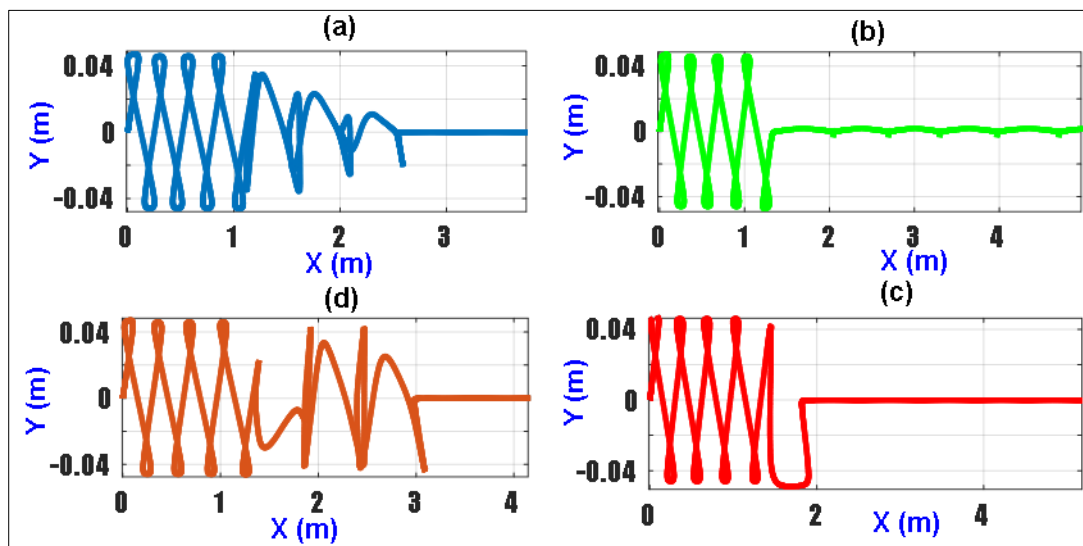 (a)
0.04
0
-0.04
Y (m)
0 1 2 3
X (m)
(b)
0.04
0
-0.04
Y (m)
0 1 2 3 4
X (m)
(d)
0.04
0
-0.04
Y (m)
0 1 2 3 4
X (m)
(c)
0.04
0
-0.04
Y (m)
0 2 4
X (m)